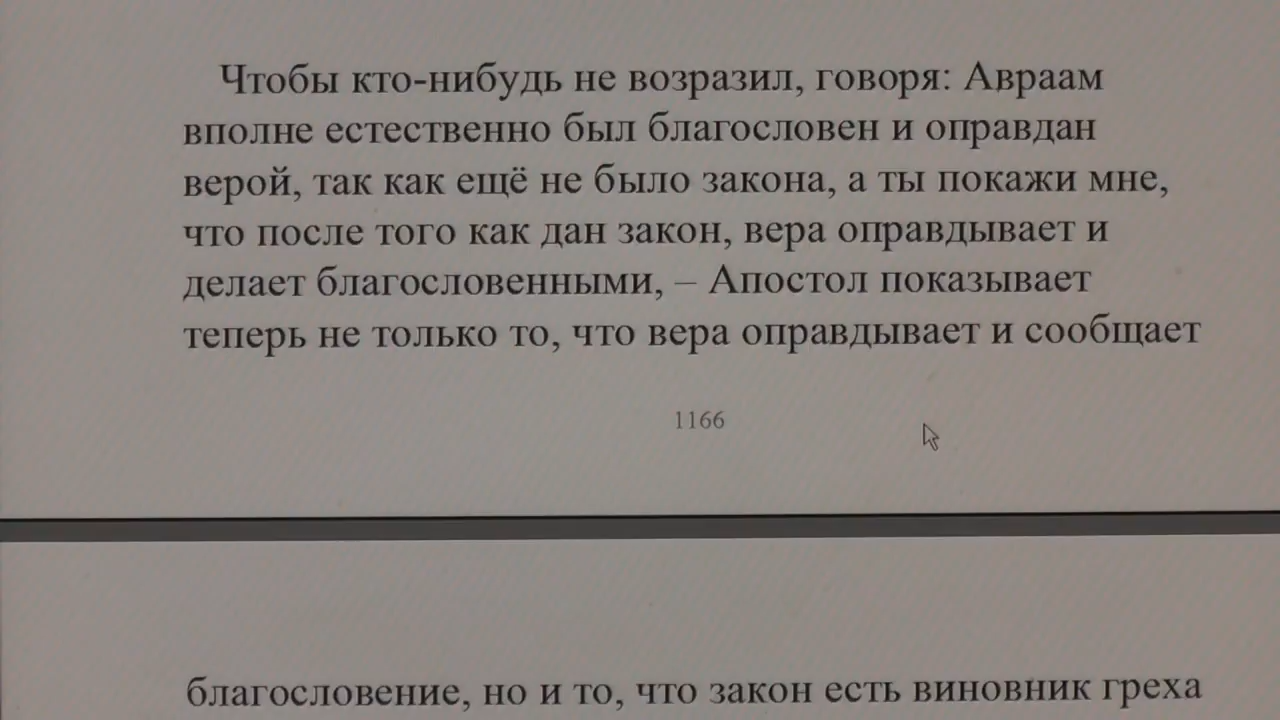 Чтобы кто-нибудь не возразил, говоря: Авраам
вполне естественно был благословен и оправдан
верой, так как ещё не было закона, а ты покажи мне,
что после того как дан закон, вера оправдывает и
делает благословенными, – Апостол показывает
теперь не только то, что вера оправдывает и сообщает
1166
благословение, но и то, что закон есть виновник греха